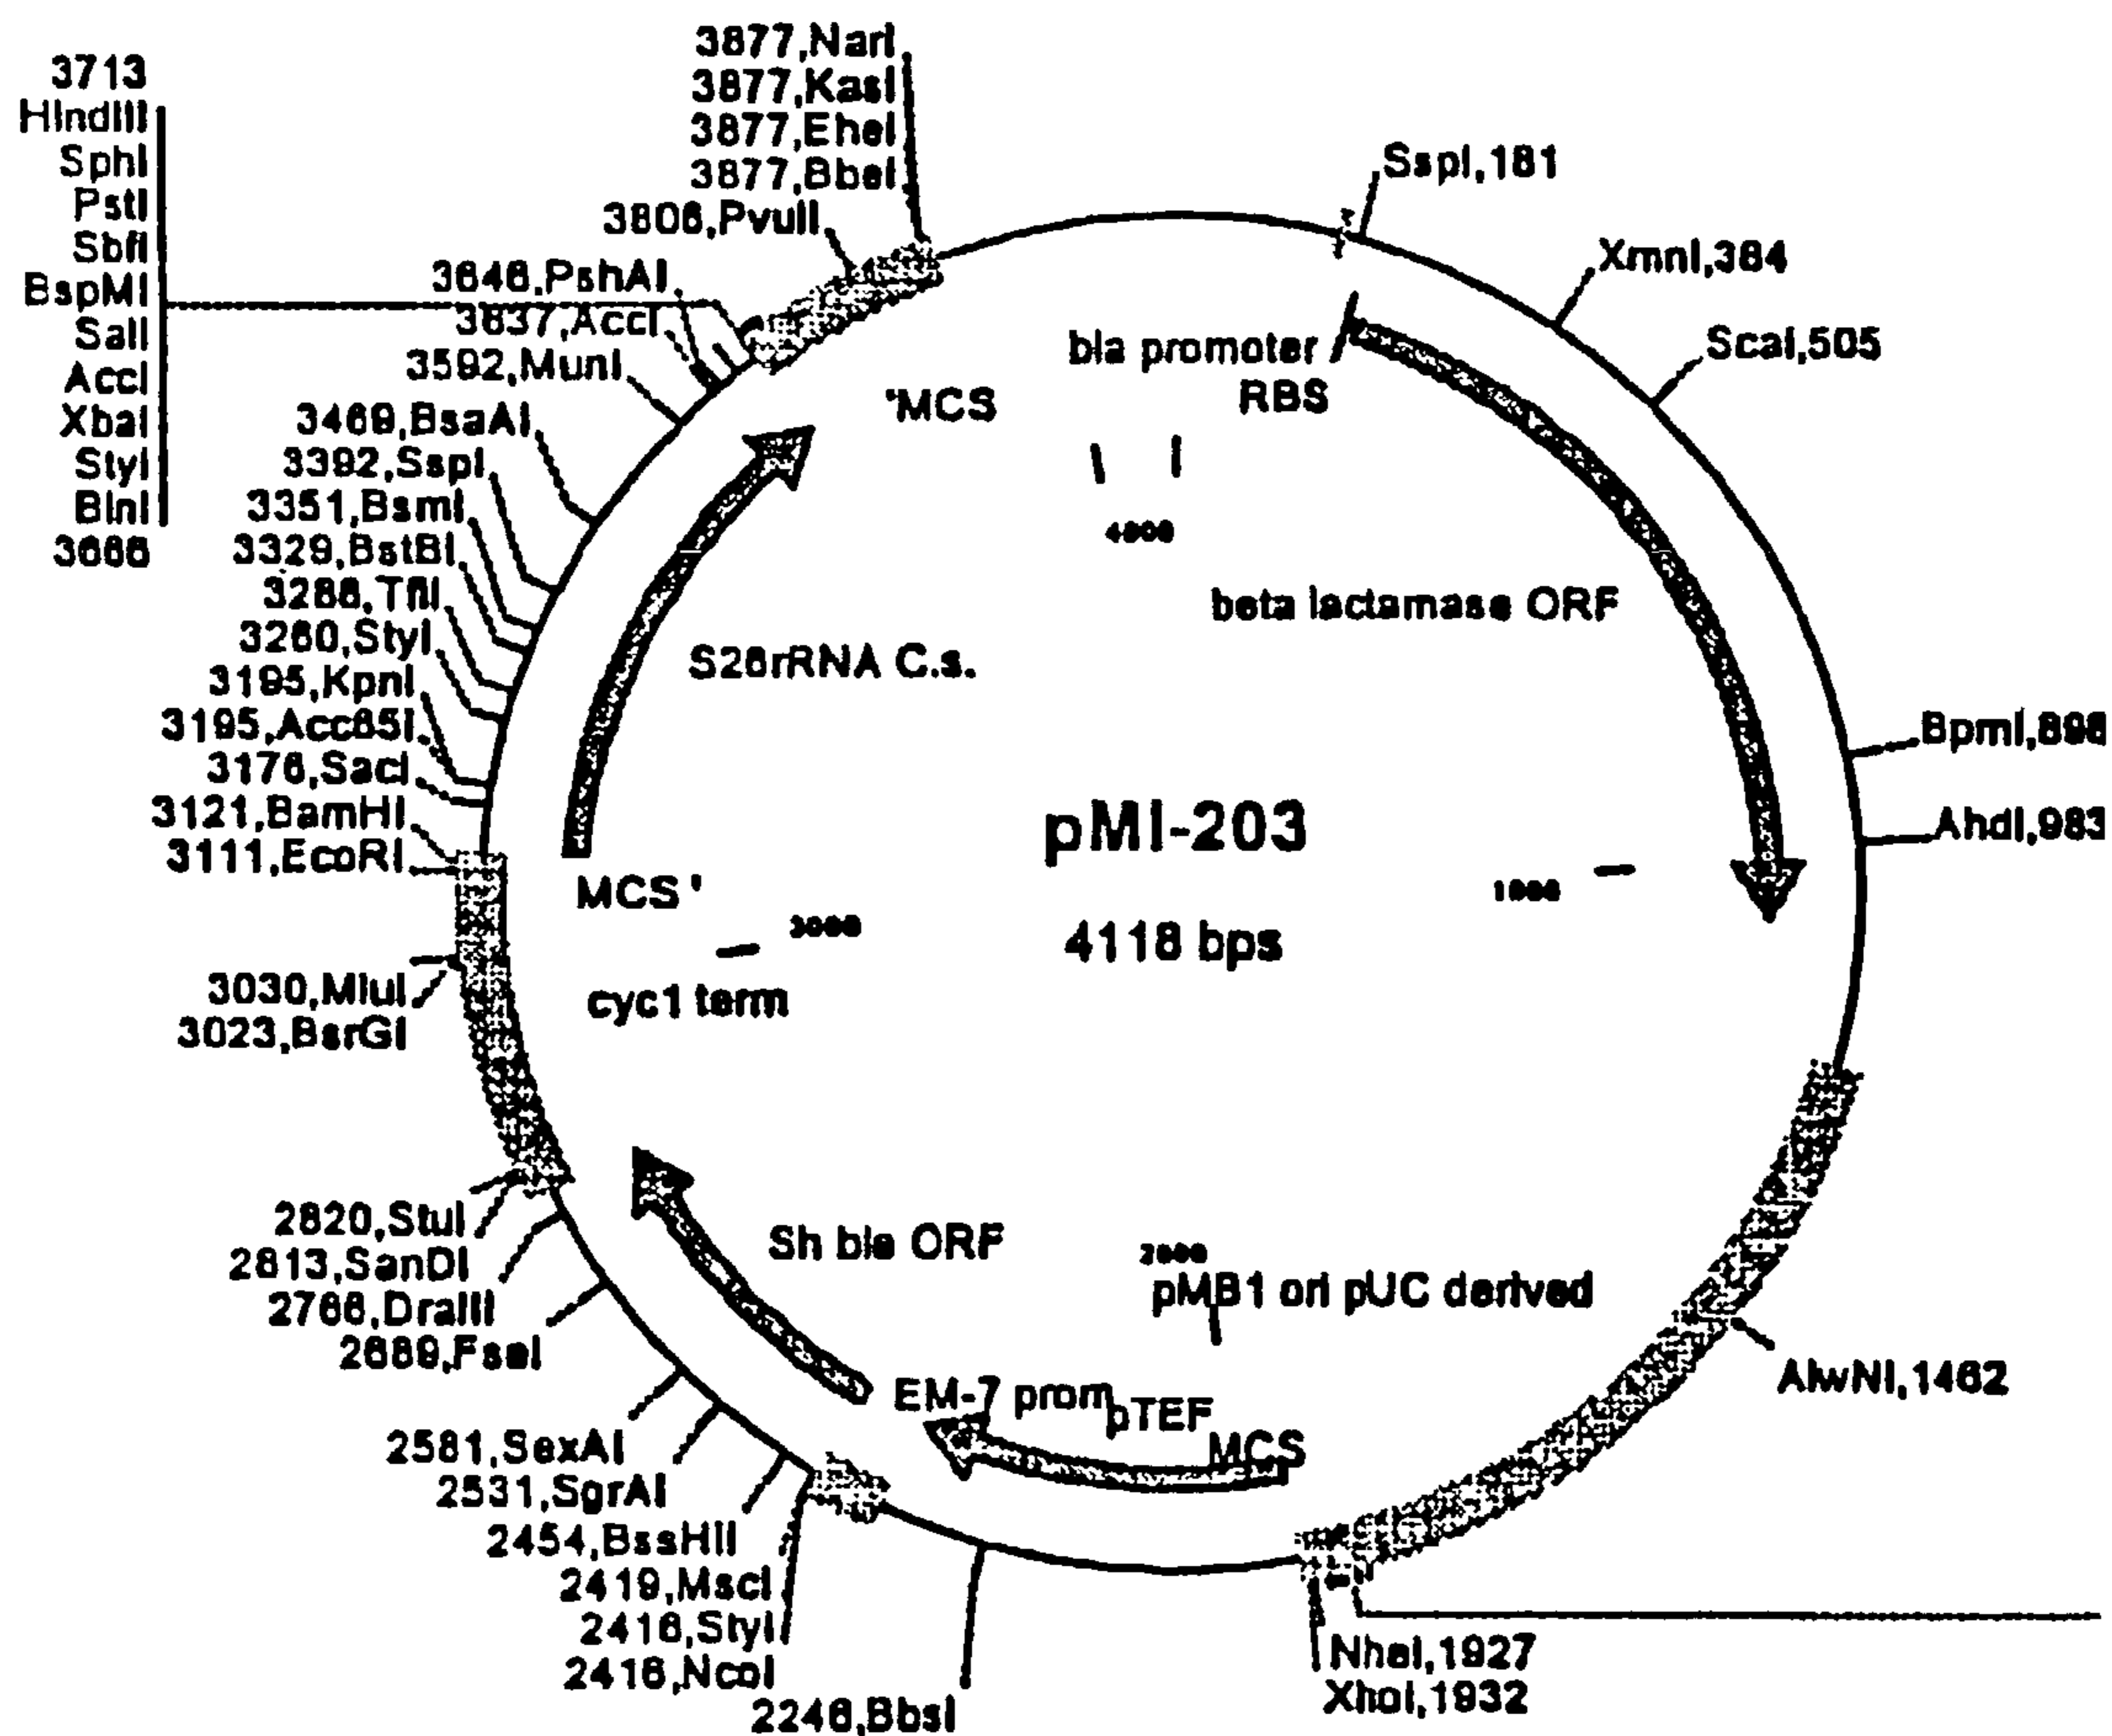 3713
HindIII
SphI
PstI
SbfI
BspMI
SalI
AccI
XbaI
StyI
BlnI
3666
3877,NarI
3877,KasI
3877,EheI
3877,BbeI
3806,PvuII
3646,PshAI
3637,AccI
3592,MunI
3469,BsaAI
3392,SspI
3351,BsmI
3329,BstBI
3286,TfiI
3260,StyI
3195,KpnI
3195,Acc65I
3176,SacI
3121,BamHI
3111,EcoRI
3030,MluI
3023,BsrGI
2820,StuI
2813,SanDI
2766,DraIII
2689,FseI
2581,SexAI
2531,SgrAI
2454,BssHII
2419,MscI
2416,StyI
2416,NcoI
2246,BbsI
SspI,181
XmnI,384
ScaI,505
BpmI,896
AhdI,983
AlwNI,1462
NheI,1927
XhoI,1932
bla promoter
RBS
'MCS
4000
beta lactamase ORF
S26rRNA C.s.
pMI-203
4118 bps
1000
MCS'
3000
cyc1 term
Sh ble ORF
2000
pMB1 ori pUC derived
EM-7 prom
pTEF
MCS